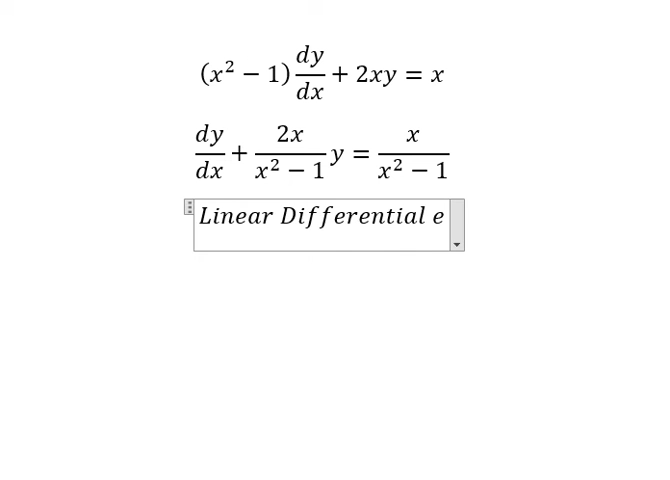 (x² − 1) dy/dx + 2xy = x
dy/dx + 2x/(x² − 1) y = x/(x² − 1)
Linear Differential e